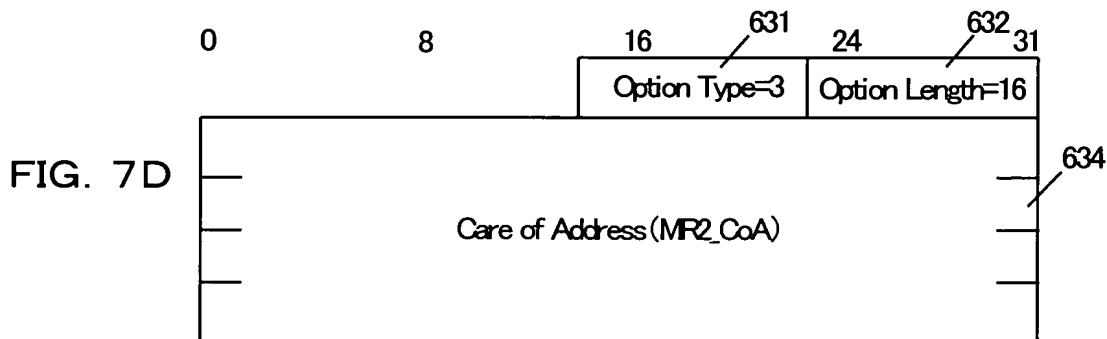 631 632
0 8 16 24 31
Option Type=3 Option Length=16
634
FIG. 7D
Care of Address(MR2_CoA)